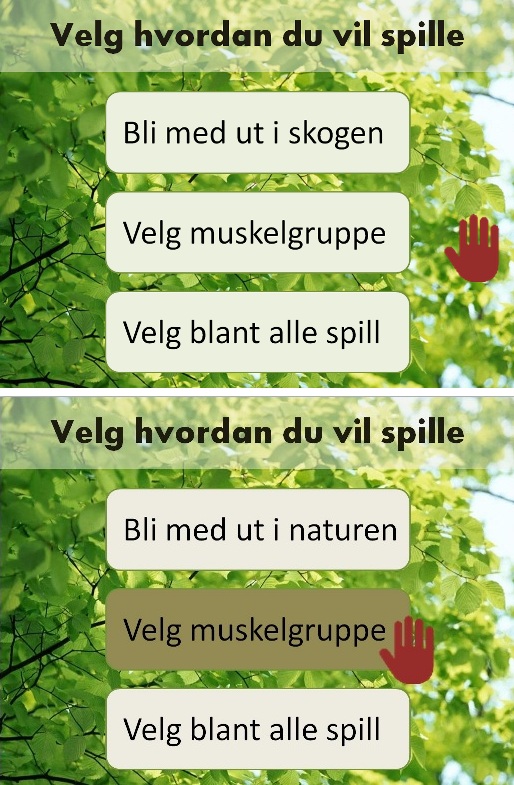 Velg hvordan du vil spille
Bli med ut i skogen
Velg muskelgruppe
Velg blant alle spill
Velg hvordan du vil spille
Bli med ut i naturen
Velg muskelgruppe
Velg blant alle spill